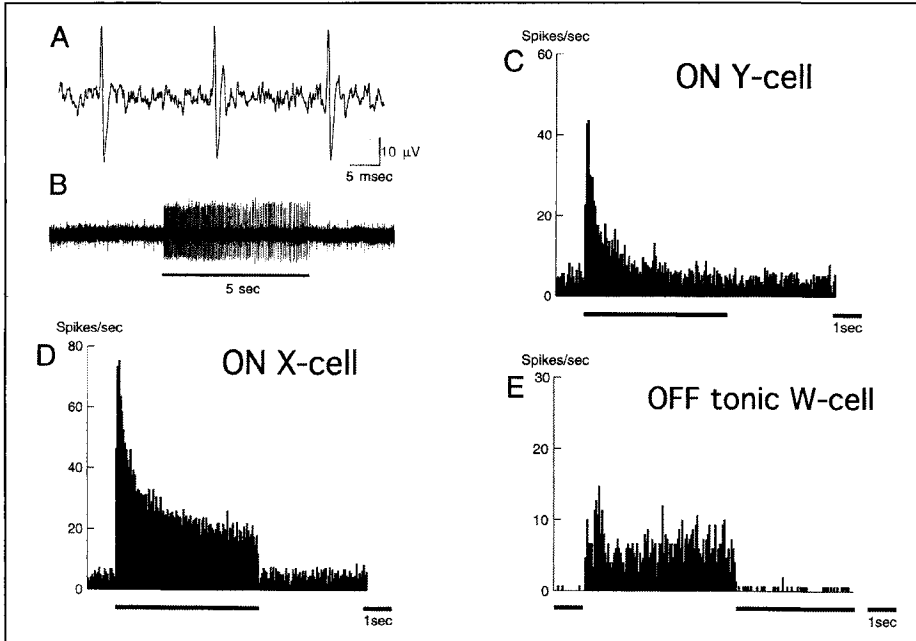 A
10 μV
5 msec
B
5 sec
Spikes/sec
C
60
ON Y-cell
40
20
0
1sec
Spikes/sec
D
80
ON X-cell
60
40
20
0
1sec
Spikes/sec
E
30
OFF tonic W-cell
20
10
0
1sec